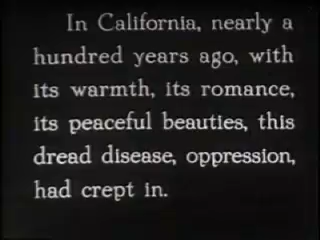 In California, nearly a
hundred years ago, with
its warmth, its romance,
its peaceful beauties, this
dread disease, oppression,
had crept in.